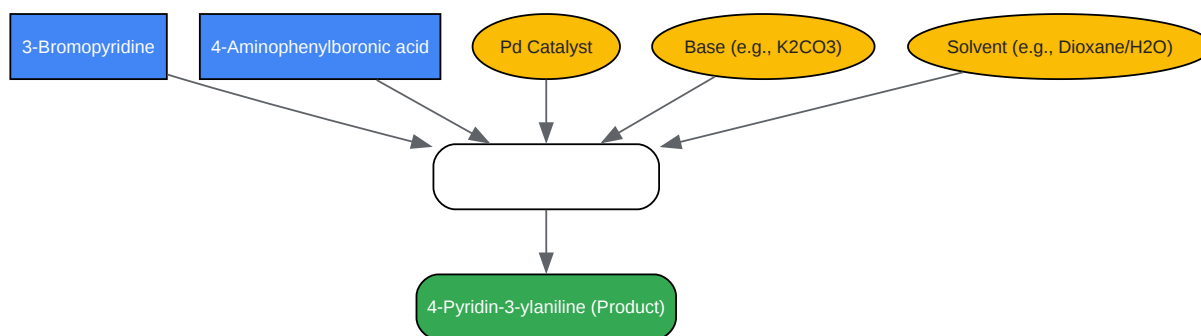 3-Bromopyridine
4-Aminophenylboronic acid
Pd Catalyst
Base (e.g., K2CO3)
Solvent (e.g., Dioxane/H2O)
4-Pyridin-3-ylaniline (Product)